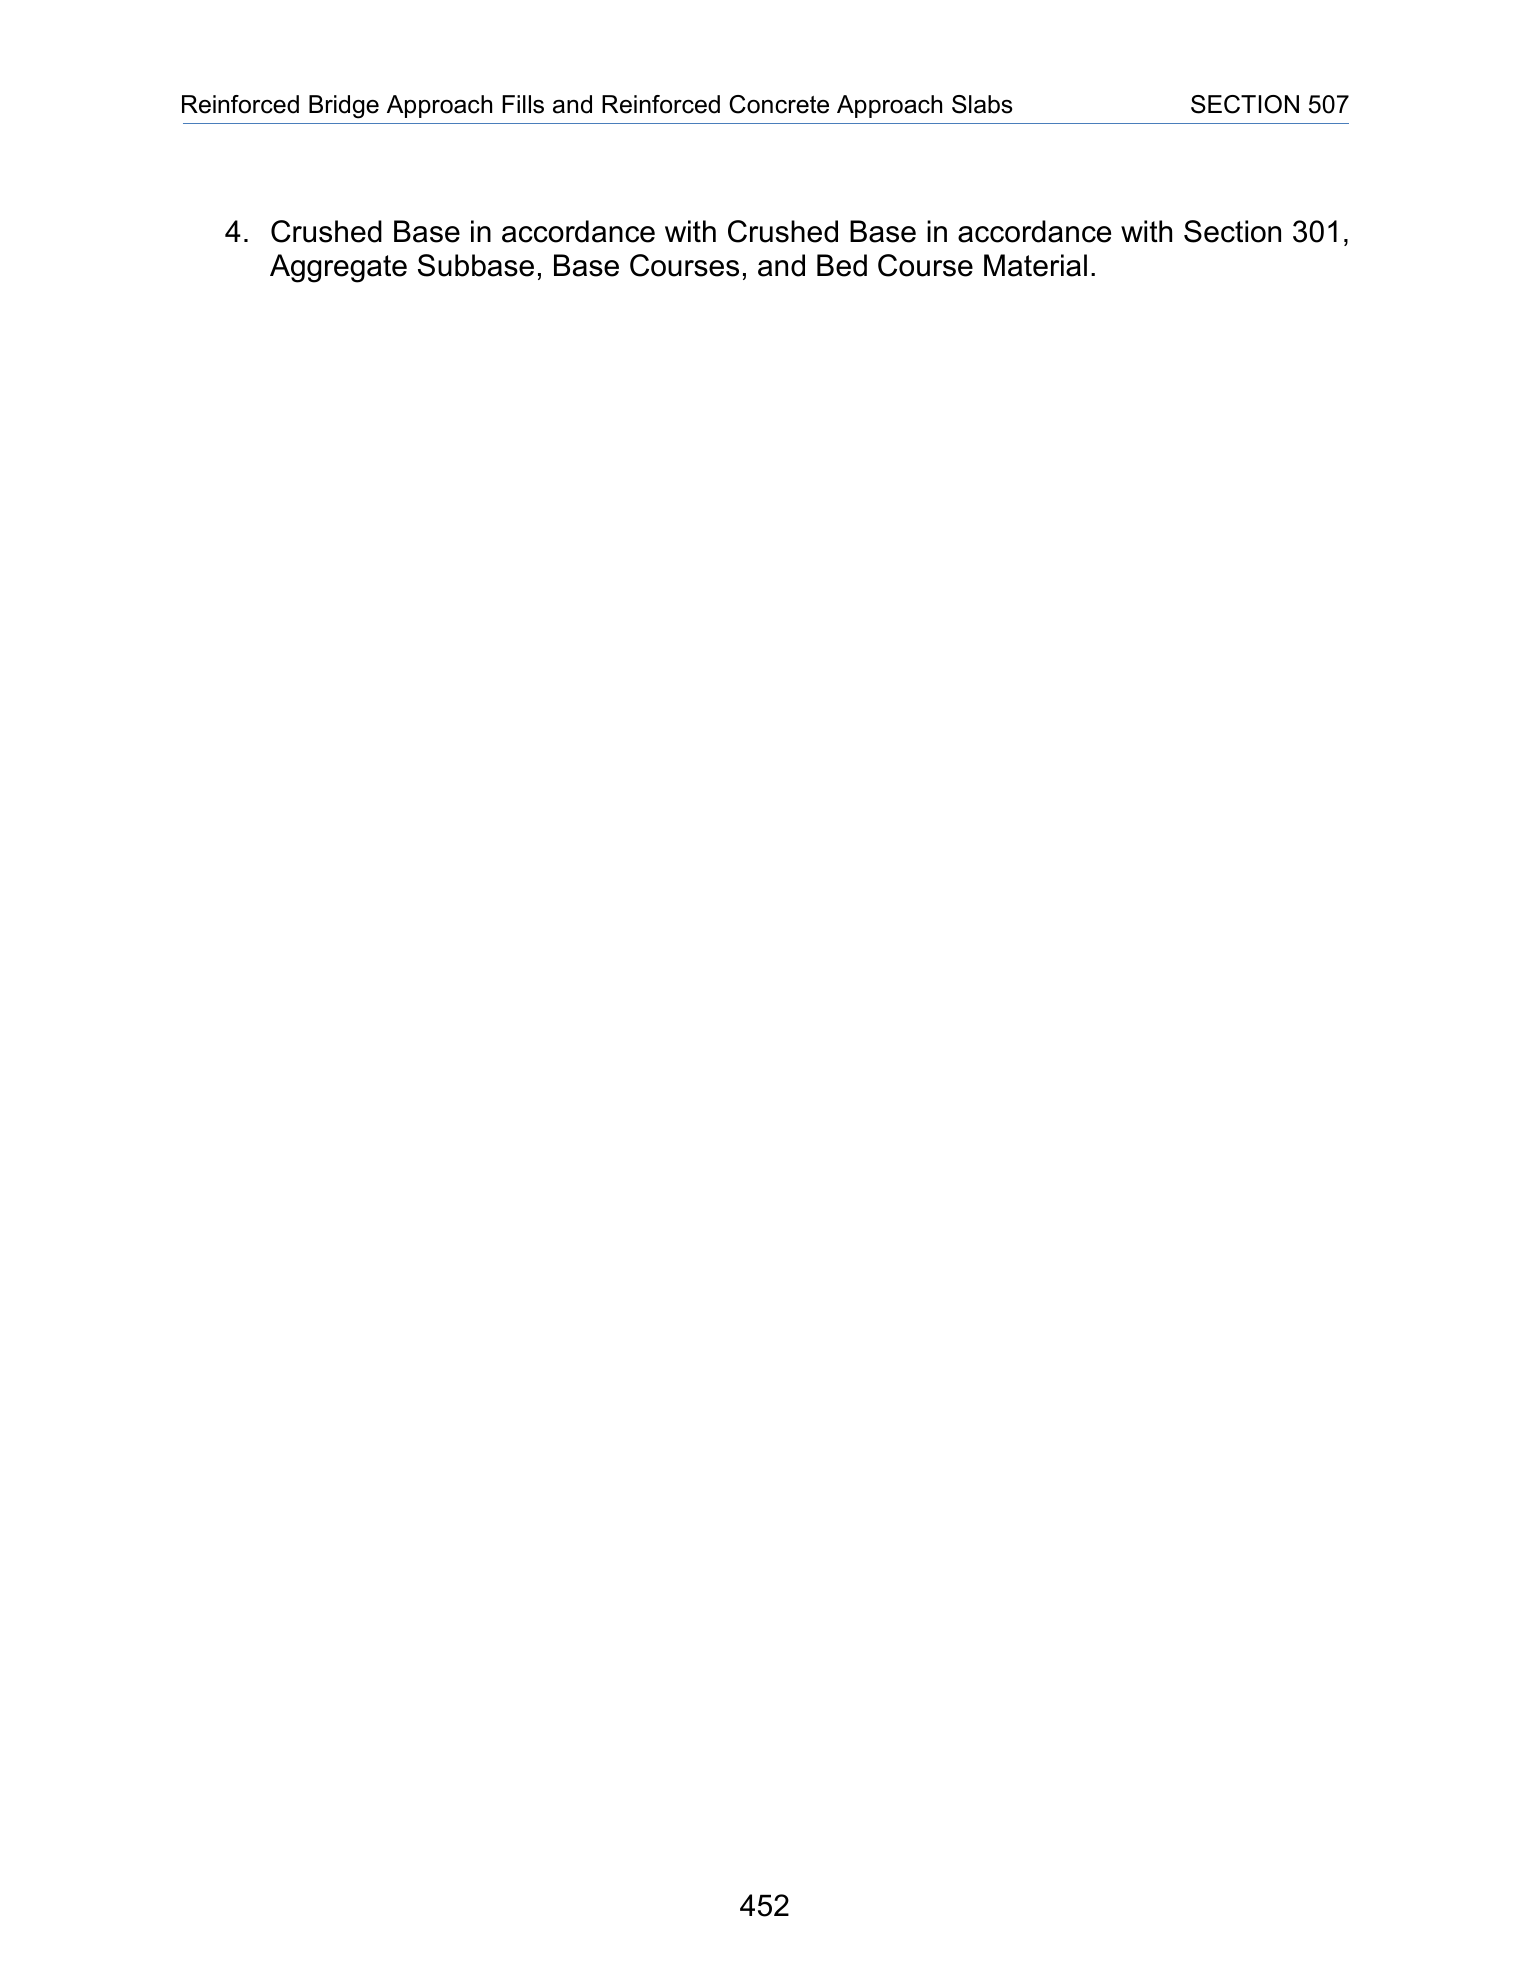 Reinforced Bridge Approach Fills and Reinforced Concrete Approach Slabs SECTION 507
4. Crushed Base in accordance with Crushed Base in accordance with Section 301,
Aggregate Subbase, Base Courses, and Bed Course Material.
452